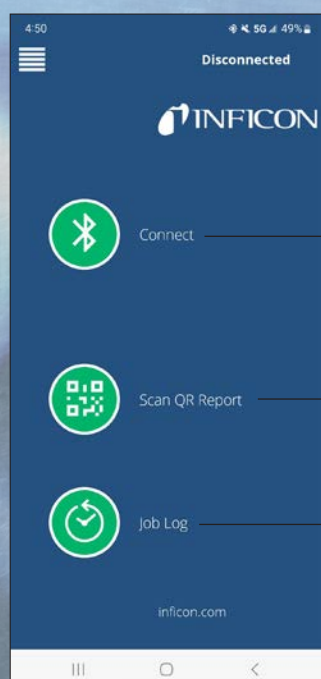 4:50
5G 49%
Disconnected
INFICON
Connect
Scan QR Report
Job Log
inficon.com